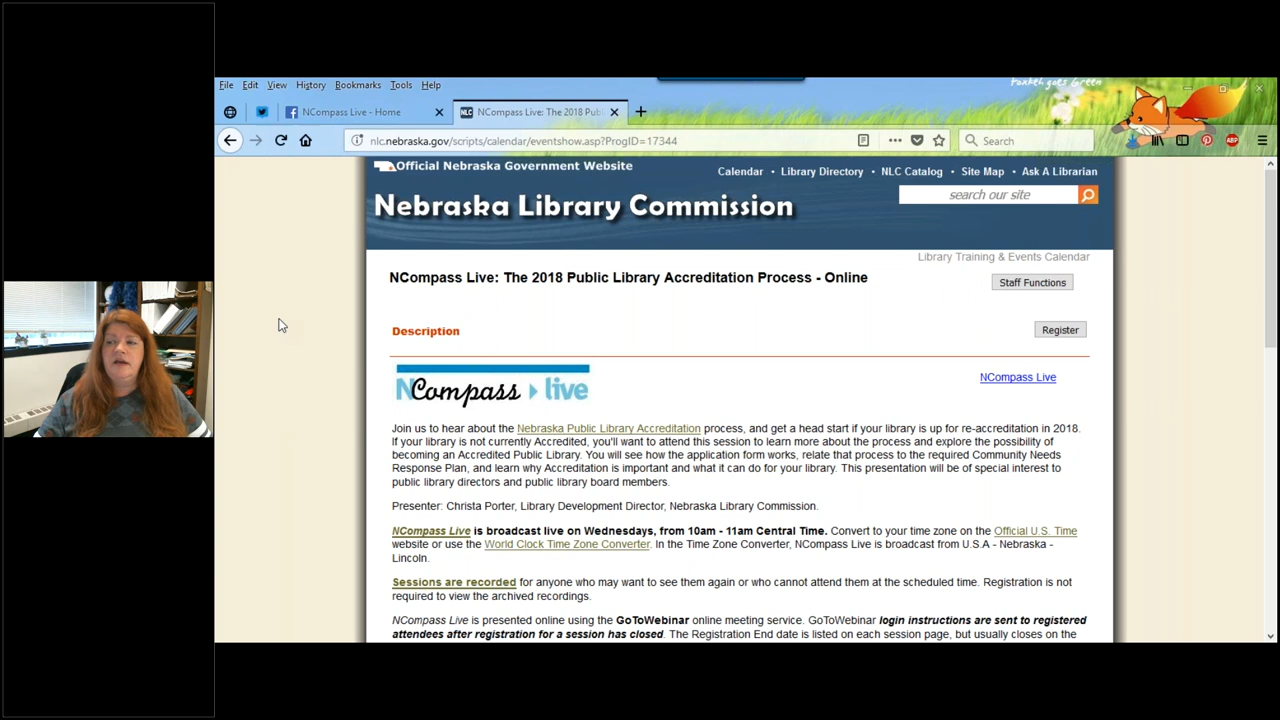 Foxkeh goes Green
File Edit View History Bookmarks Tools Help
NCompass Live - Home
NLC NCompass Live: The 2018 Publ
nlc.nebraska.gov/scripts/calendar/eventshow.asp?ProgID=17344
Search
ABP
Official Nebraska Government Website
Calendar • Library Directory • NLC Catalog • Site Map • Ask A Librarian
Nebraska Library Commission
search our site
Library Training & Events Calendar
NCompass Live: The 2018 Public Library Accreditation Process - Online
Staff Functions
Description
Register
NCompass live
NCompass Live
Join us to hear about the Nebraska Public Library Accreditation process, and get a head start if your library is up for re-accreditation in 2018.
If your library is not currently Accredited, you'll want to attend this session to learn more about the process and explore the possibility of
becoming an Accredited Public Library. You will see how the application form works, relate that process to the required Community Needs
Response Plan, and learn why Accreditation is important and what it can do for your library. This presentation will be of special interest to
public library directors and public library board members.
Presenter: Christa Porter, Library Development Director, Nebraska Library Commission.
NCompass Live is broadcast live on Wednesdays, from 10am - 11am Central Time. Convert to your time zone on the Official U.S. Time
website or use the World Clock Time Zone Converter. In the Time Zone Converter, NCompass Live is broadcast from U.S.A - Nebraska -
Lincoln.
Sessions are recorded for anyone who may want to see them again or who cannot attend them at the scheduled time. Registration is not
required to view the archived recordings.
NCompass Live is presented online using the GoToWebinar online meeting service. GoToWebinar login instructions are sent to registered
attendees after registration for a session has closed. The Registration End date is listed on each session page, but usually closes on the